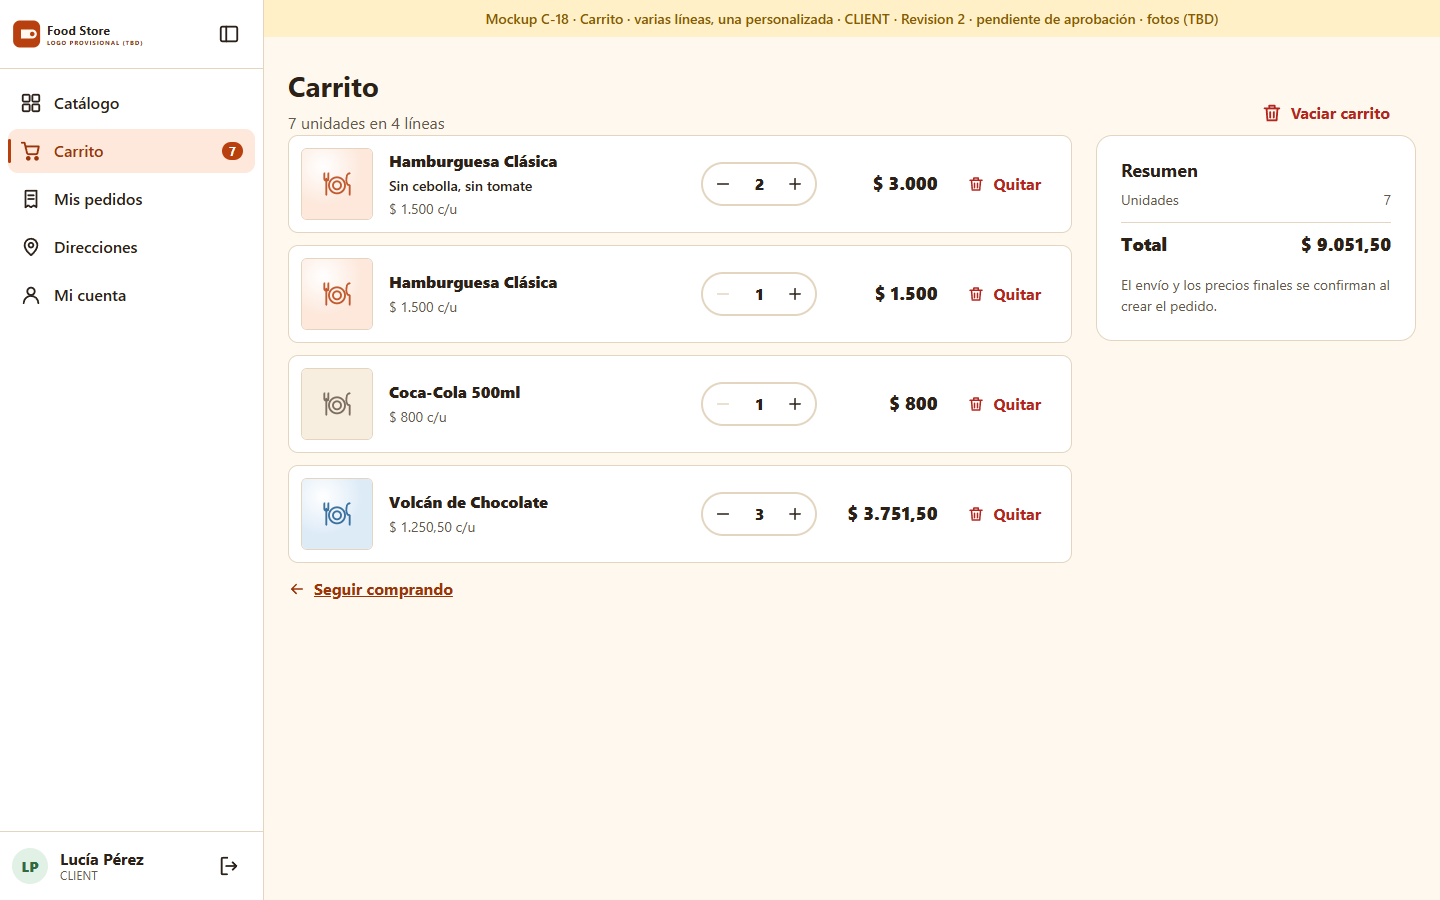 Food Store
LOGO PROVISIONAL (TBD)
Catálogo
Carrito 7
Mis pedidos
Direcciones
Mi cuenta
LP
Lucía Pérez
CLIENT
Mockup C-18 · Carrito · varias líneas, una personalizada · CLIENT · Revision 2 · pendiente de aprobación · fotos (TBD)
Carrito
7 unidades en 4 líneas
Vaciar carrito
Hamburguesa Clásica
Sin cebolla, sin tomate
$ 1.500 c/u
2
$ 3.000
Quitar
Hamburguesa Clásica
$ 1.500 c/u
1
$ 1.500
Quitar
Coca-Cola 500ml
$ 800 c/u
1
$ 800
Quitar
Volcán de Chocolate
$ 1.250,50 c/u
3
$ 3.751,50
Quitar
Seguir comprando
Resumen
Unidades 7
Total $ 9.051,50
El envío y los precios finales se confirman al
crear el pedido.